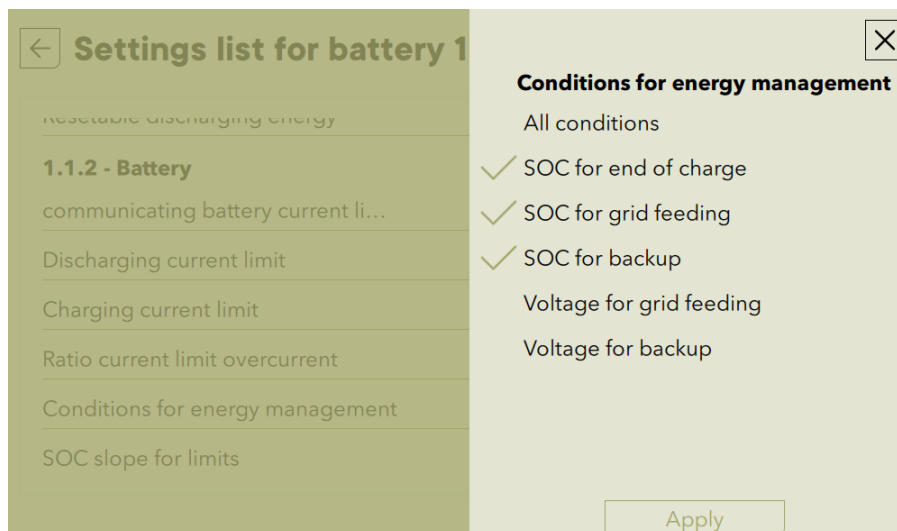 Settings list for battery 1
Resetable discharging energy
1.1.2 - Battery
communicating battery current li...
Discharging current limit
Charging current limit
Ratio current limit overcurrent
Conditions for energy management
SOC slope for limits
Conditions for energy management
All conditions
SOC for end of charge
SOC for grid feeding
SOC for backup
Voltage for grid feeding
Voltage for backup
Apply